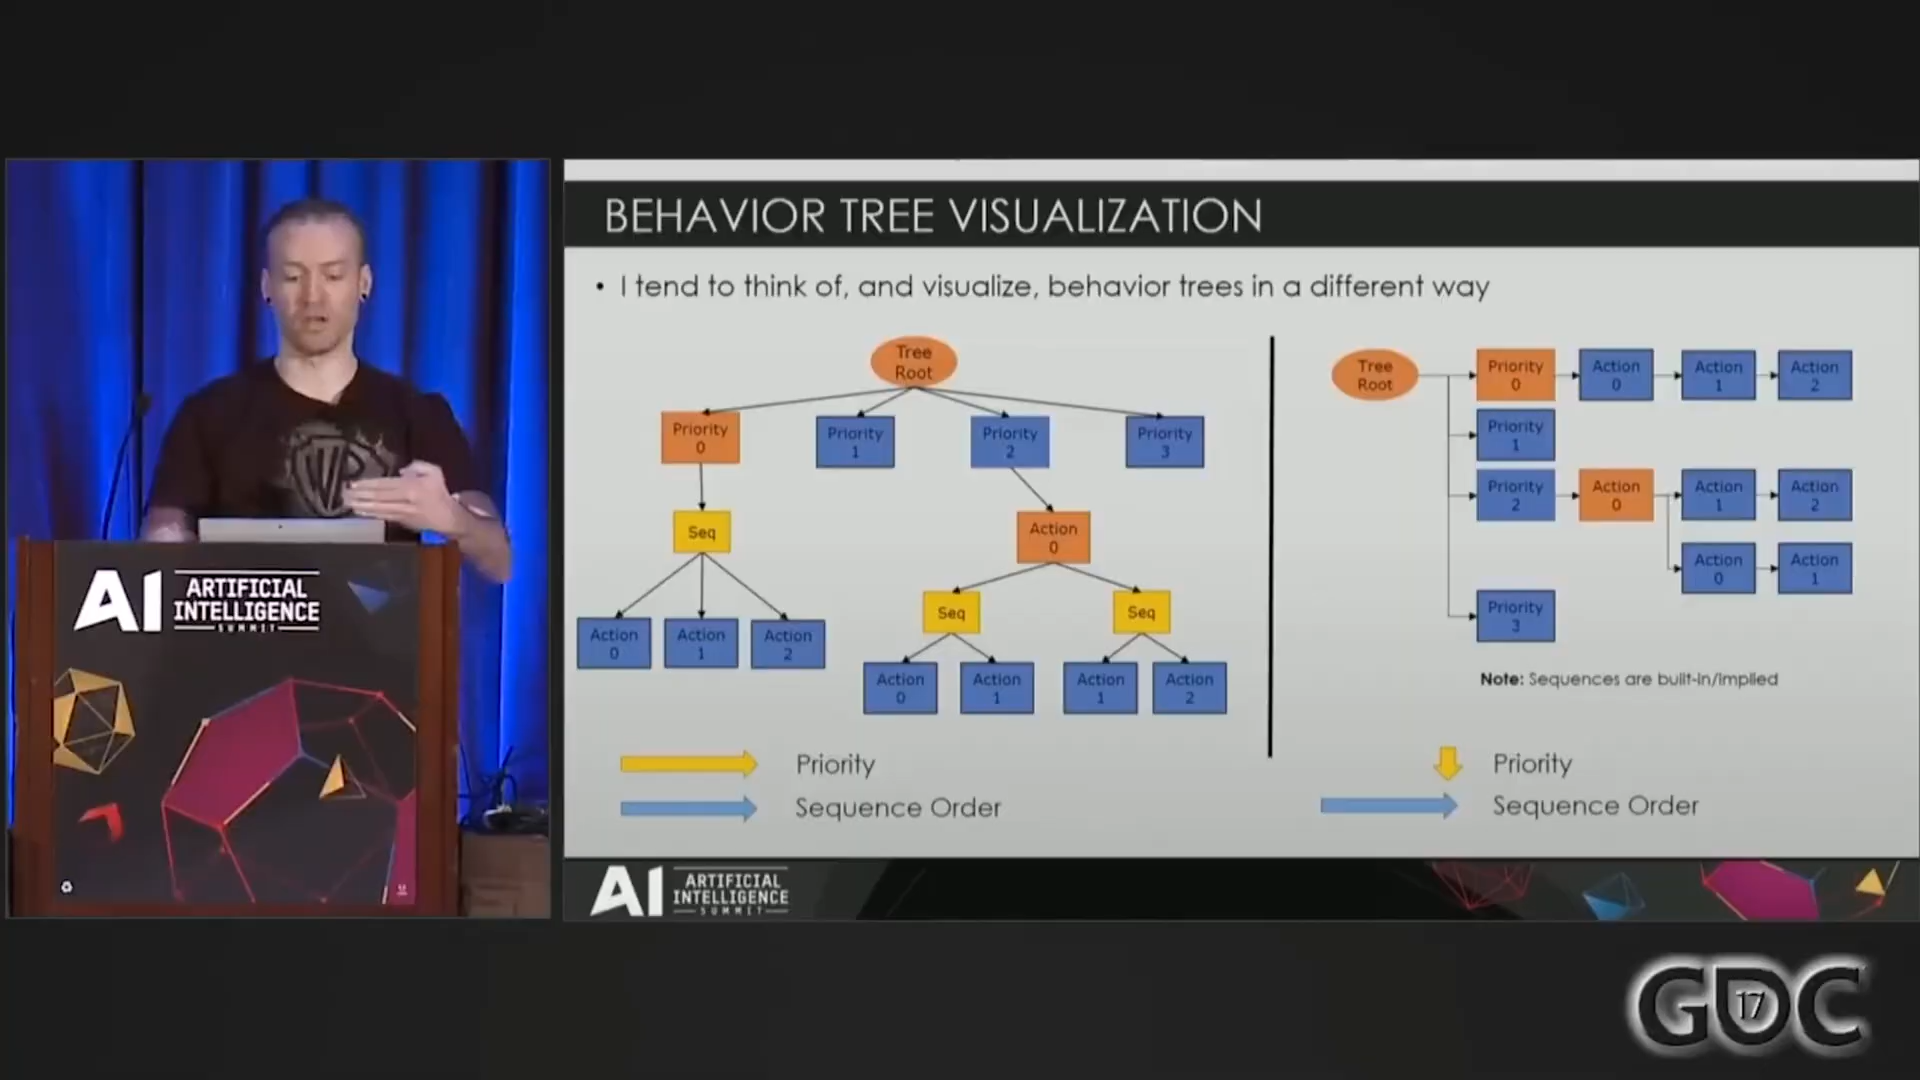 BEHAVIOR TREE VISUALIZATION
• I tend to think of, and visualize, behavior trees in a different way
Tree
Root
Priority
0
Priority
1
Priority
2
Priority
3
Seq
Action
0
Action
0
Action
1
Action
2
Seq
Seq
Action
0
Action
1
Action
1
Action
2
Priority
Sequence Order
Tree
Root
Priority
0
Action
0
Action
1
Action
2
Priority
1
Priority
2
Action
0
Action
1
Action
2
Action
0
Action
1
Priority
3
Note: Sequences are built-in/implied
Priority
Sequence Order
AI ARTIFICIAL
INTELLIGENCE
SUMMIT
AI ARTIFICIAL
INTELLIGENCE
SUMMIT
GDC
17